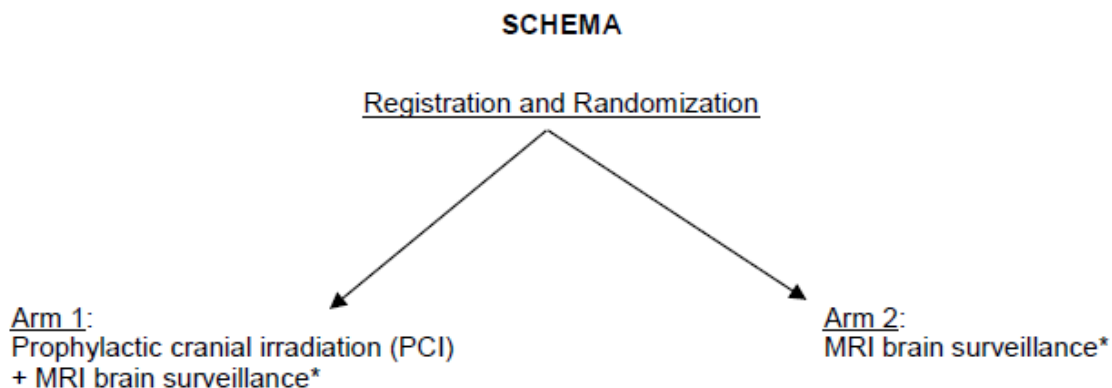 SCHEMA
Registration and Randomization
Arm 1:
Prophylactic cranial irradiation (PCI)
+ MRI brain surveillance*
Arm 2:
MRI brain surveillance*